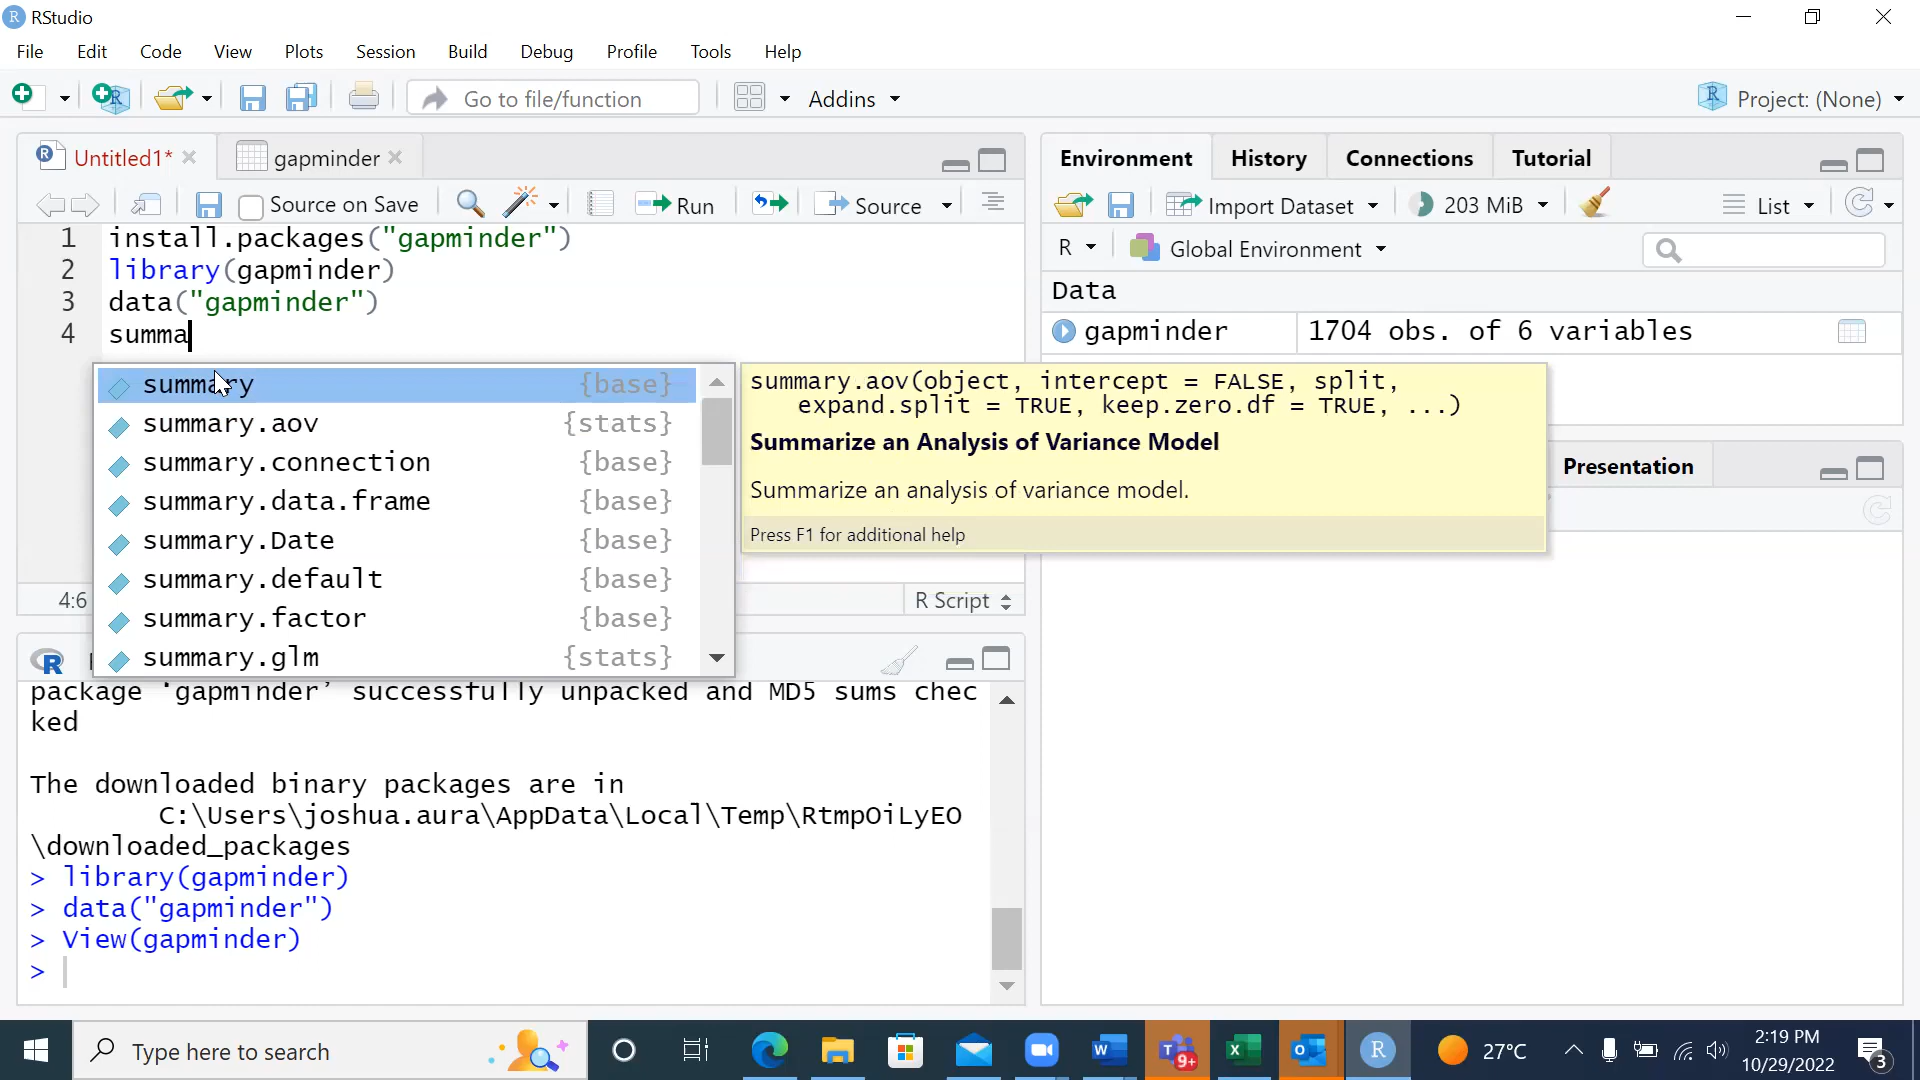 RStudio
File Edit Code View Plots Session Build Debug Profile Tools Help
Go to file/function Addins Project: (None)
Untitled1* gapminder
Source on Save Run Source
1 install.packages("gapminder")
2 library(gapminder)
3 data("gapminder")
4 summa
summary {base}
summary.aov {stats}
summary.connection {base}
summary.data.frame {base}
summary.Date {base}
summary.default {base}
summary.factor {base}
summary.glm {stats}
summary.aov(object, intercept = FALSE, split,
expand.split = TRUE, keep.zero.df = TRUE, ...)
Summarize an Analysis of Variance Model
Summarize an analysis of variance model.
Press F1 for additional help
4:6 R Script
package ‘gapminder’ successfully unpacked and MD5 sums chec
ked
The downloaded binary packages are in
C:\Users\joshua.aura\AppData\Local\Temp\RtmpOiLyEO
\downloaded_packages
> library(gapminder)
> data("gapminder")
> View(gapminder)
>
Environment History Connections Tutorial
Import Dataset 203 MiB List
R Global Environment
Data
gapminder 1704 obs. of 6 variables
Presentation
Type here to search
9+
27°C
2:19 PM
10/29/2022
3